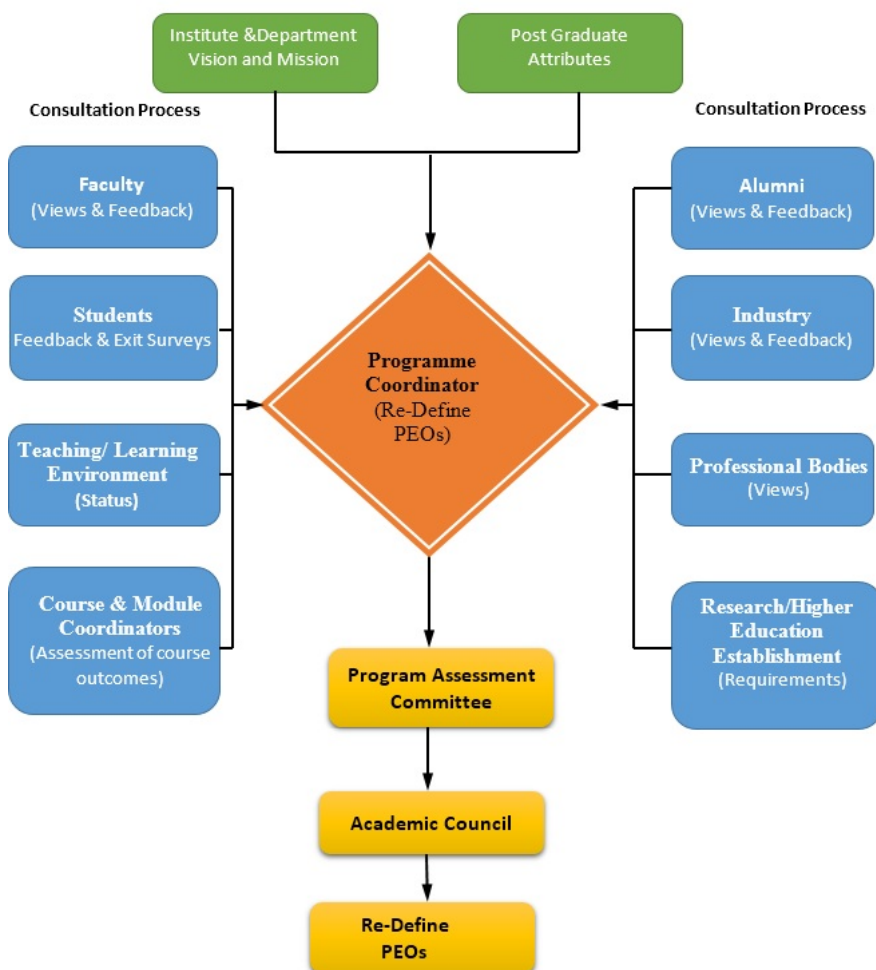 Institute &Department
Vision and Mission
Post Graduate
Attributes
Consultation Process
Consultation Process
Faculty
(Views & Feedback)
Students
Feedback & Exit Surveys
Teaching/ Learning
Environment
(Status)
Course & Module
Coordinators
(Assessment of course
outcomes)
Programme
Coordinator
(Re-Define
PEOs)
Alumni
(Views & Feedback)
Industry
(Views & Feedback)
Professional Bodies
(Views)
Research/Higher
Education
Establishment
(Requirements)
Program Assessment
Committee
Academic Council
Re-Define
PEOs